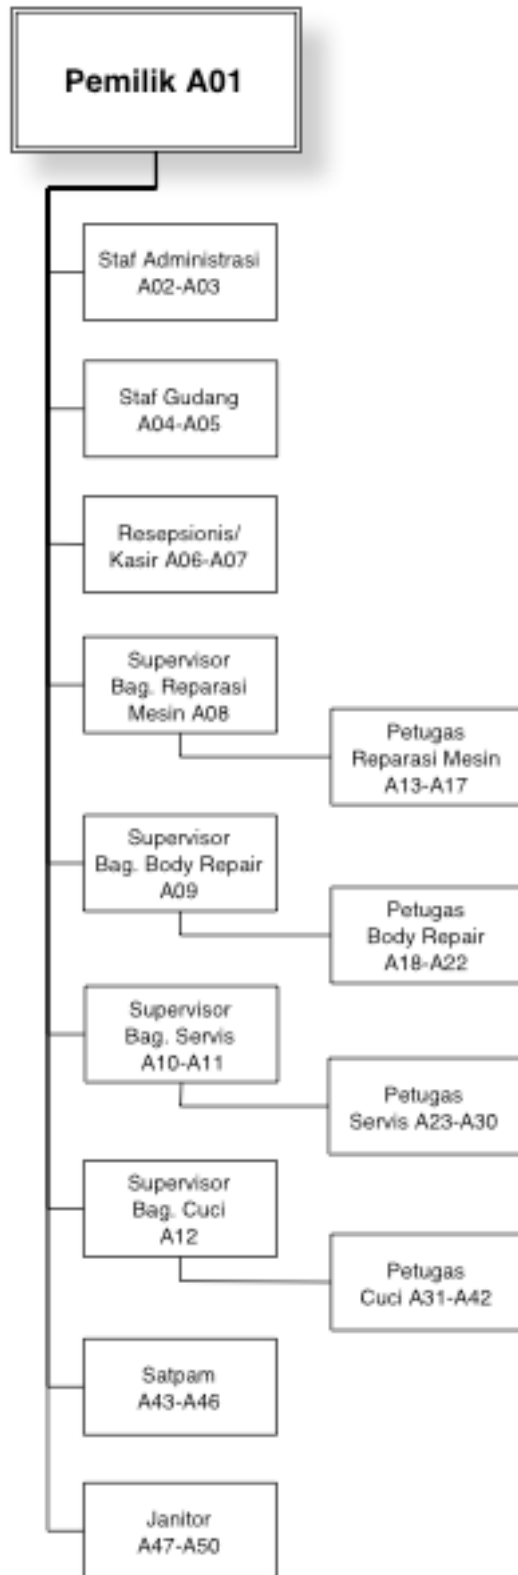 Pemilik A01
Staf Administrasi
A02-A03
Staf Gudang
A04-A05
Resepsionis/
Kasir A06-A07
Supervisor
Bag. Reparasi
Mesin A08
Petugas
Reparasi Mesin
A13-A17
Supervisor
Bag. Body Repair
A09
Petugas
Body Repair
A18-A22
Supervisor
Bag. Servis
A10-A11
Petugas
Servis A23-A30
Supervisor
Bag. Cuci
A12
Petugas
Cuci A31-A42
Satpam
A43-A46
Janitor
A47-A50